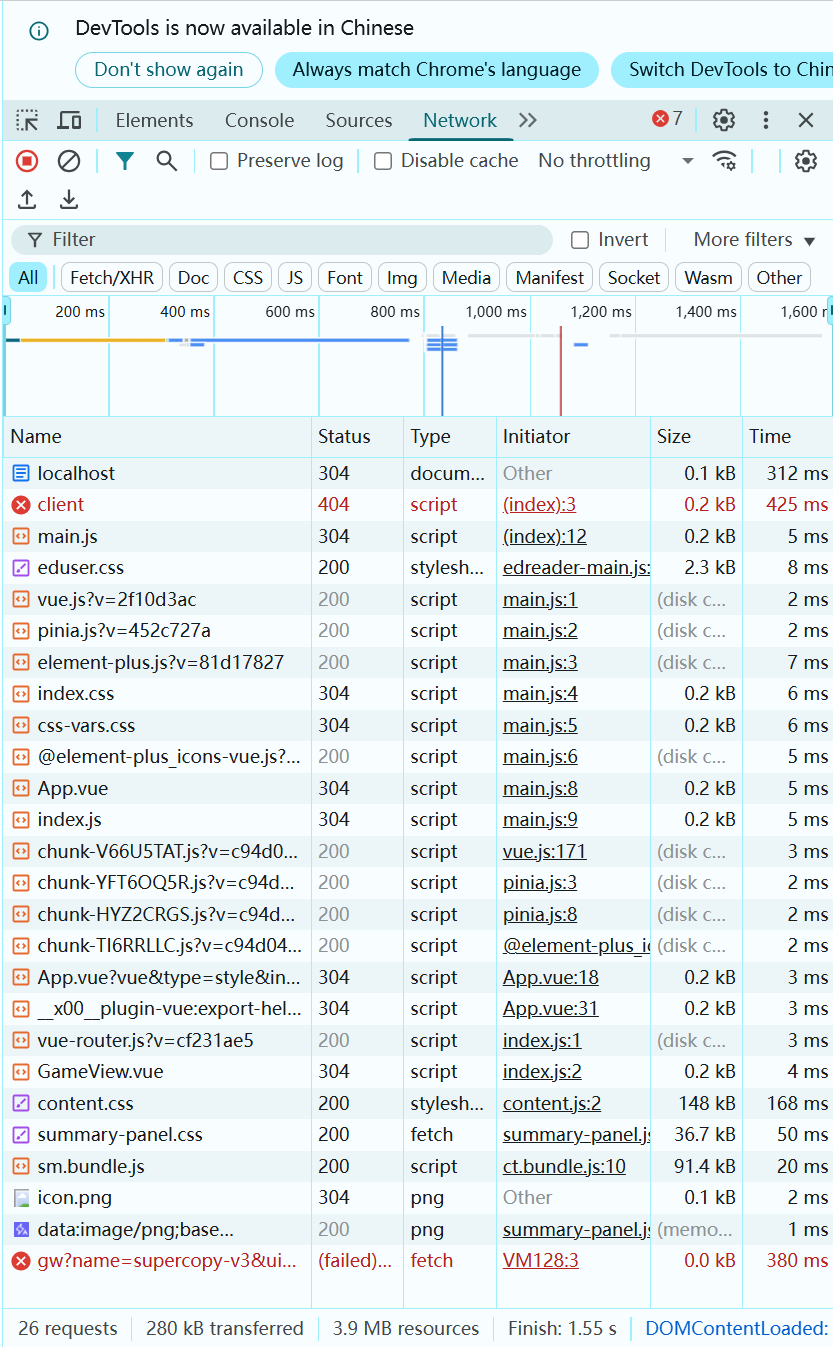 DevTools is now available in Chinese
Don't show again Always match Chrome's language Switch DevTools to Chin
Elements Console Sources Network 7
Preserve log Disable cache No throttling
Filter Invert More filters
All Fetch/XHR Doc CSS JS Font Img Media Manifest Socket Wasm Other
200 ms 400 ms 600 ms 800 ms 1,000 ms 1,200 ms 1,400 ms 1,600 r
Name Status Type Initiator Size Time
localhost 304 docum... Other 0.1 kB 312 ms
client 404 script (index):3 0.2 kB 425 ms
main.js 304 script (index):12 0.2 kB 5 ms
eduser.css 200 stylesh... edreader-main.js: 2.3 kB 8 ms
vue.js?v=2f10d3ac 200 script main.js:1 (disk c... 2 ms
pinia.js?v=452c727a 200 script main.js:2 (disk c... 2 ms
element-plus.js?v=81d17827 200 script main.js:3 (disk c... 7 ms
index.css 304 script main.js:4 0.2 kB 6 ms
css-vars.css 304 script main.js:5 0.2 kB 6 ms
@element-plus_icons-vue.js?... 200 script main.js:6 (disk c... 5 ms
App.vue 304 script main.js:8 0.2 kB 5 ms
index.js 304 script main.js:9 0.2 kB 5 ms
chunk-V66U5TAT.js?v=c94d0... 200 script vue.js:171 (disk c... 3 ms
chunk-YFT6OQ5R.js?v=c94d... 200 script pinia.js:3 (disk c... 2 ms
chunk-HYZ2CRGS.js?v=c94d... 200 script pinia.js:8 (disk c... 2 ms
chunk-TI6RRLLC.js?v=c94d04... 200 script @element-plus_ic (disk c... 2 ms
App.vue?vue&type=style&in... 304 script App.vue:18 0.2 kB 3 ms
__x00__plugin-vue:export-hel... 304 script App.vue:31 0.2 kB 3 ms
vue-router.js?v=cf231ae5 200 script index.js:1 (disk c... 3 ms
GameView.vue 304 script index.js:2 0.2 kB 4 ms
content.css 200 stylesh... content.js:2 148 kB 168 ms
summary-panel.css 200 fetch summary-panel.js 36.7 kB 50 ms
sm.bundle.js 200 script ct.bundle.js:10 91.4 kB 20 ms
icon.png 304 png Other 0.1 kB 2 ms
data:image/png;base... 200 png summary-panel.js (memo... 1 ms
gw?name=supercopy-v3&ui... (failed)... fetch VM128:3 0.0 kB 380 ms
26 requests 280 kB transferred 3.9 MB resources Finish: 1.55 s DOMContentLoaded: